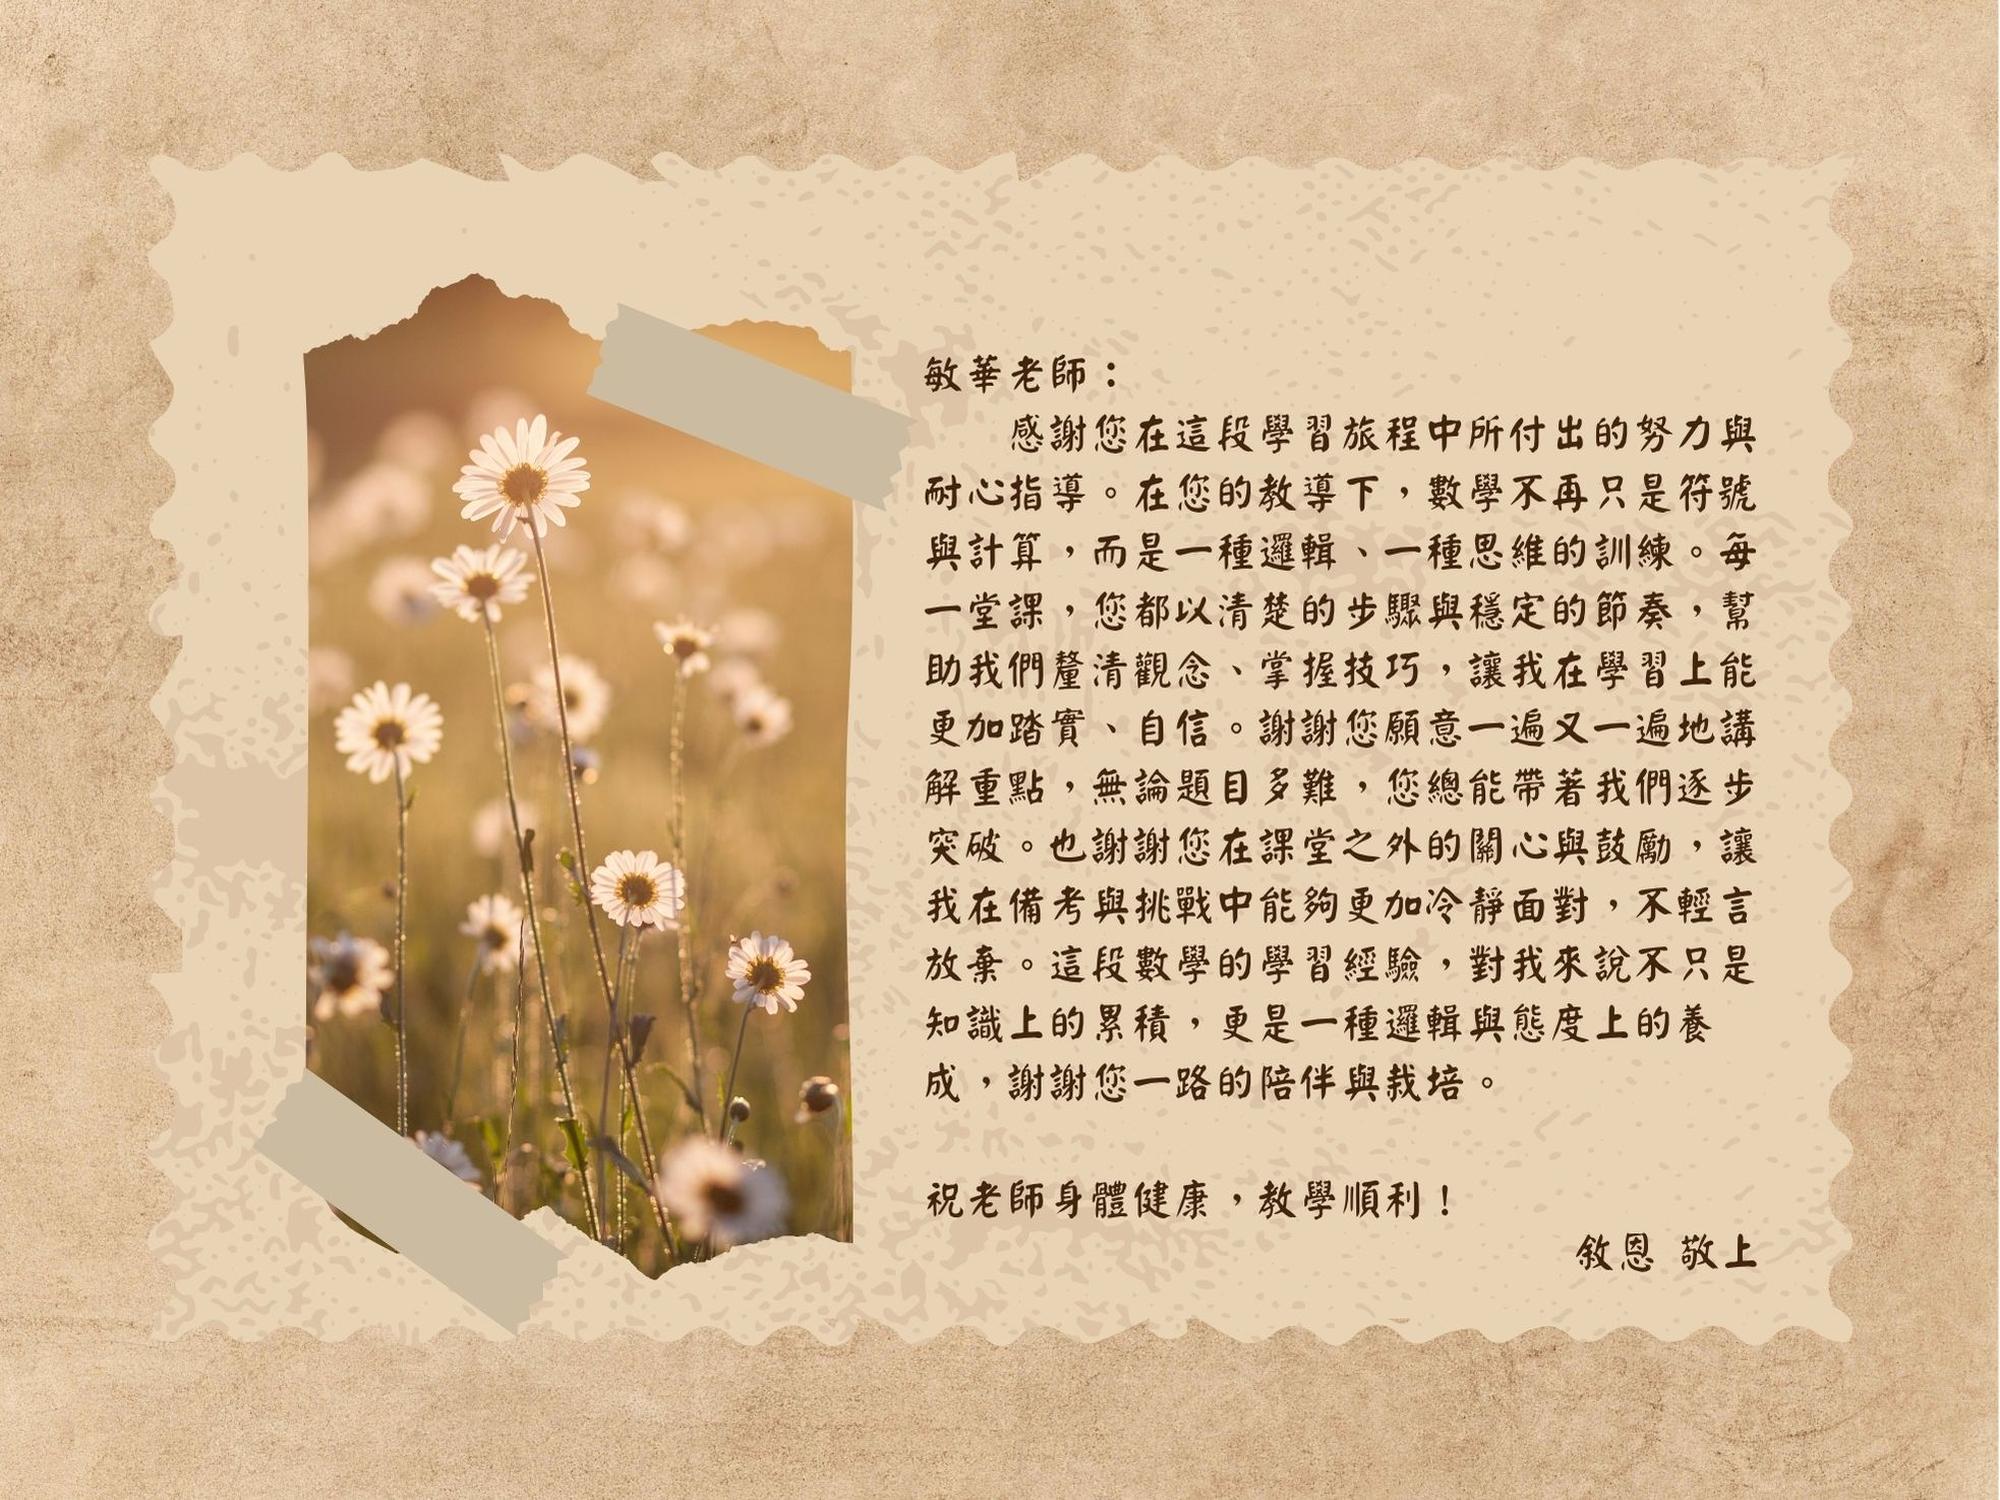 敏華老師：
感謝您在這段學習旅程中所付出的努力與
耐心指導。在您的教導下，數學不再只是符號
與計算，而是一種邏輯、一種思維的訓練。每
一堂課，您都以清楚的步驟與穩定的節奏，幫
助我們釐清觀念、掌握技巧，讓我在學習上能
更加踏實、自信。謝謝您願意一遍又一遍地講
解重點，無論題目多難，您總能帶著我們逐步
突破。也謝謝您在課堂之外的關心與鼓勵，讓
我在備考與挑戰中能夠更加冷靜面對，不輕言
放棄。這段數學的學習經驗，對我來說不只是
知識上的累積，更是一種邏輯與態度上的養
成，謝謝您一路的陪伴與栽培。
祝老師身體健康，教學順利！
敘恩 敬上